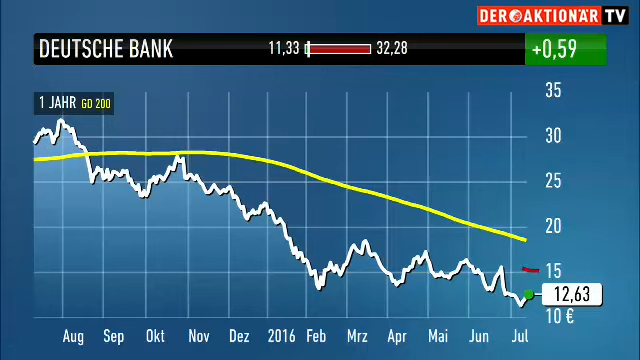 DER AKTIONÄR TV
DEUTSCHE BANK 11,33 32,28 +0,59
1 JAHR GD 200
35
30
25
20
15
12,63
10 €
Aug Sep Okt Nov Dez 2016 Feb Mrz Apr Mai Jun Jul